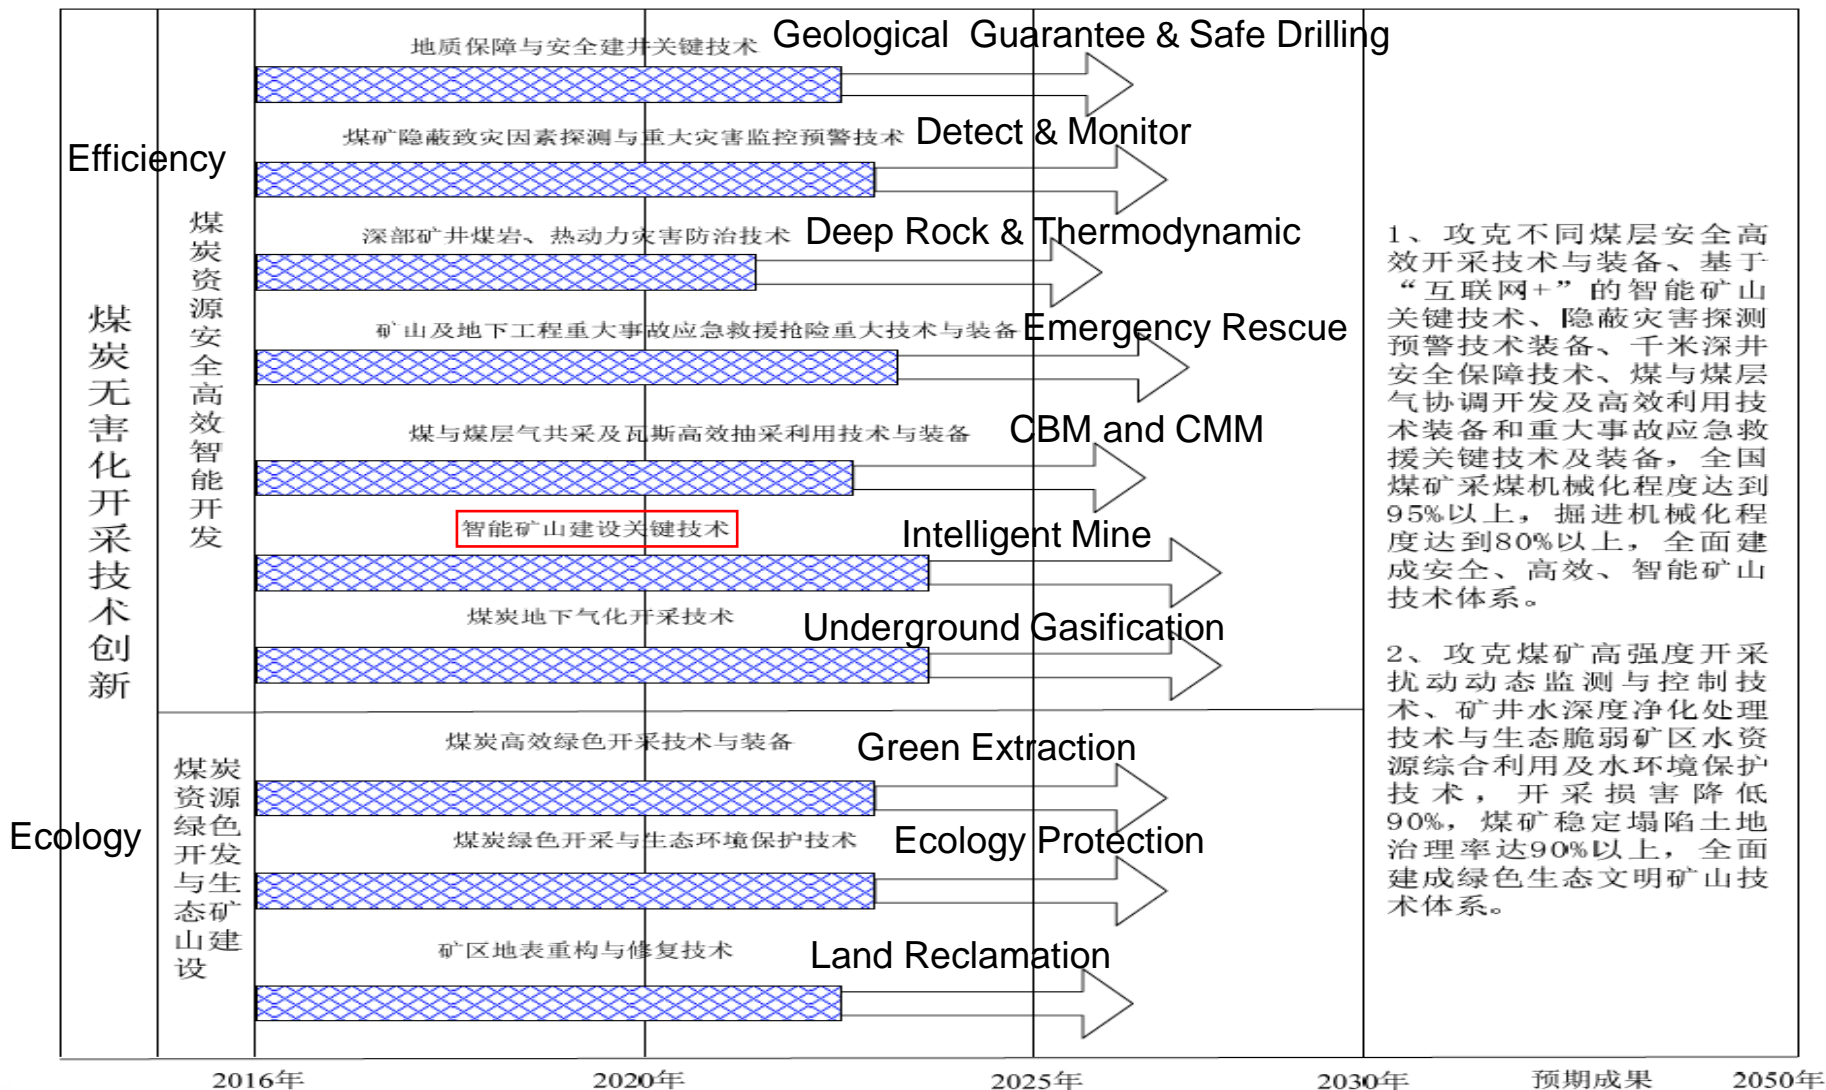 地质保障与安全建井关键技术 Geological Guarantee & Safe Drilling
煤矿隐蔽致灾因素探测与重大灾害监控预警技术 Detect & Monitor
Efficiency
深部矿井煤岩、热动力灾害防治技术 Deep Rock & Thermodynamic
矿山及地下工程重大事故应急救援抢险重大技术与装备 Emergency Rescue
煤与煤层气共采及瓦斯高效抽采利用技术与装备 CBM and CMM
智能矿山建设关键技术 Intelligent Mine
煤炭地下气化开采技术 Underground Gasification
煤炭无害化开采技术创新
煤炭资源安全高效智能开发
煤炭高效绿色开采技术与装备 Green Extraction
煤炭绿色开采与生态环境保护技术 Ecology Protection
Ecology
矿区地表重构与修复技术 Land Reclamation
煤炭
资源
绿色
开发
与生
态矿
山建
设
1、攻克不同煤层安全高
效开采技术与装备、基于
“互联网+”的智能矿山
关键技术、隐蔽灾害探测
预警技术装备、千米深井
安全保障技术、煤与煤层
气协调开发及高效利用技
术装备和重大事故应急救
援关键技术及装备，全国
煤矿采煤机械化程度达到
95%以上，掘进机械化程
度达到80%以上，全面建
成安全、高效、智能矿山
技术体系。
2、攻克煤矿高强度开采
扰动动态监测与控制技
术、矿井水深度净化处理
技术与生态脆弱矿区水资
源综合利用及水环境保护
技术，开采损害降低
90%，煤矿稳定塌陷土地
治理率达90%以上，全面
建成绿色生态文明矿山技
术体系。
2016年 2020年 2025年 2030年 预期成果 2050年